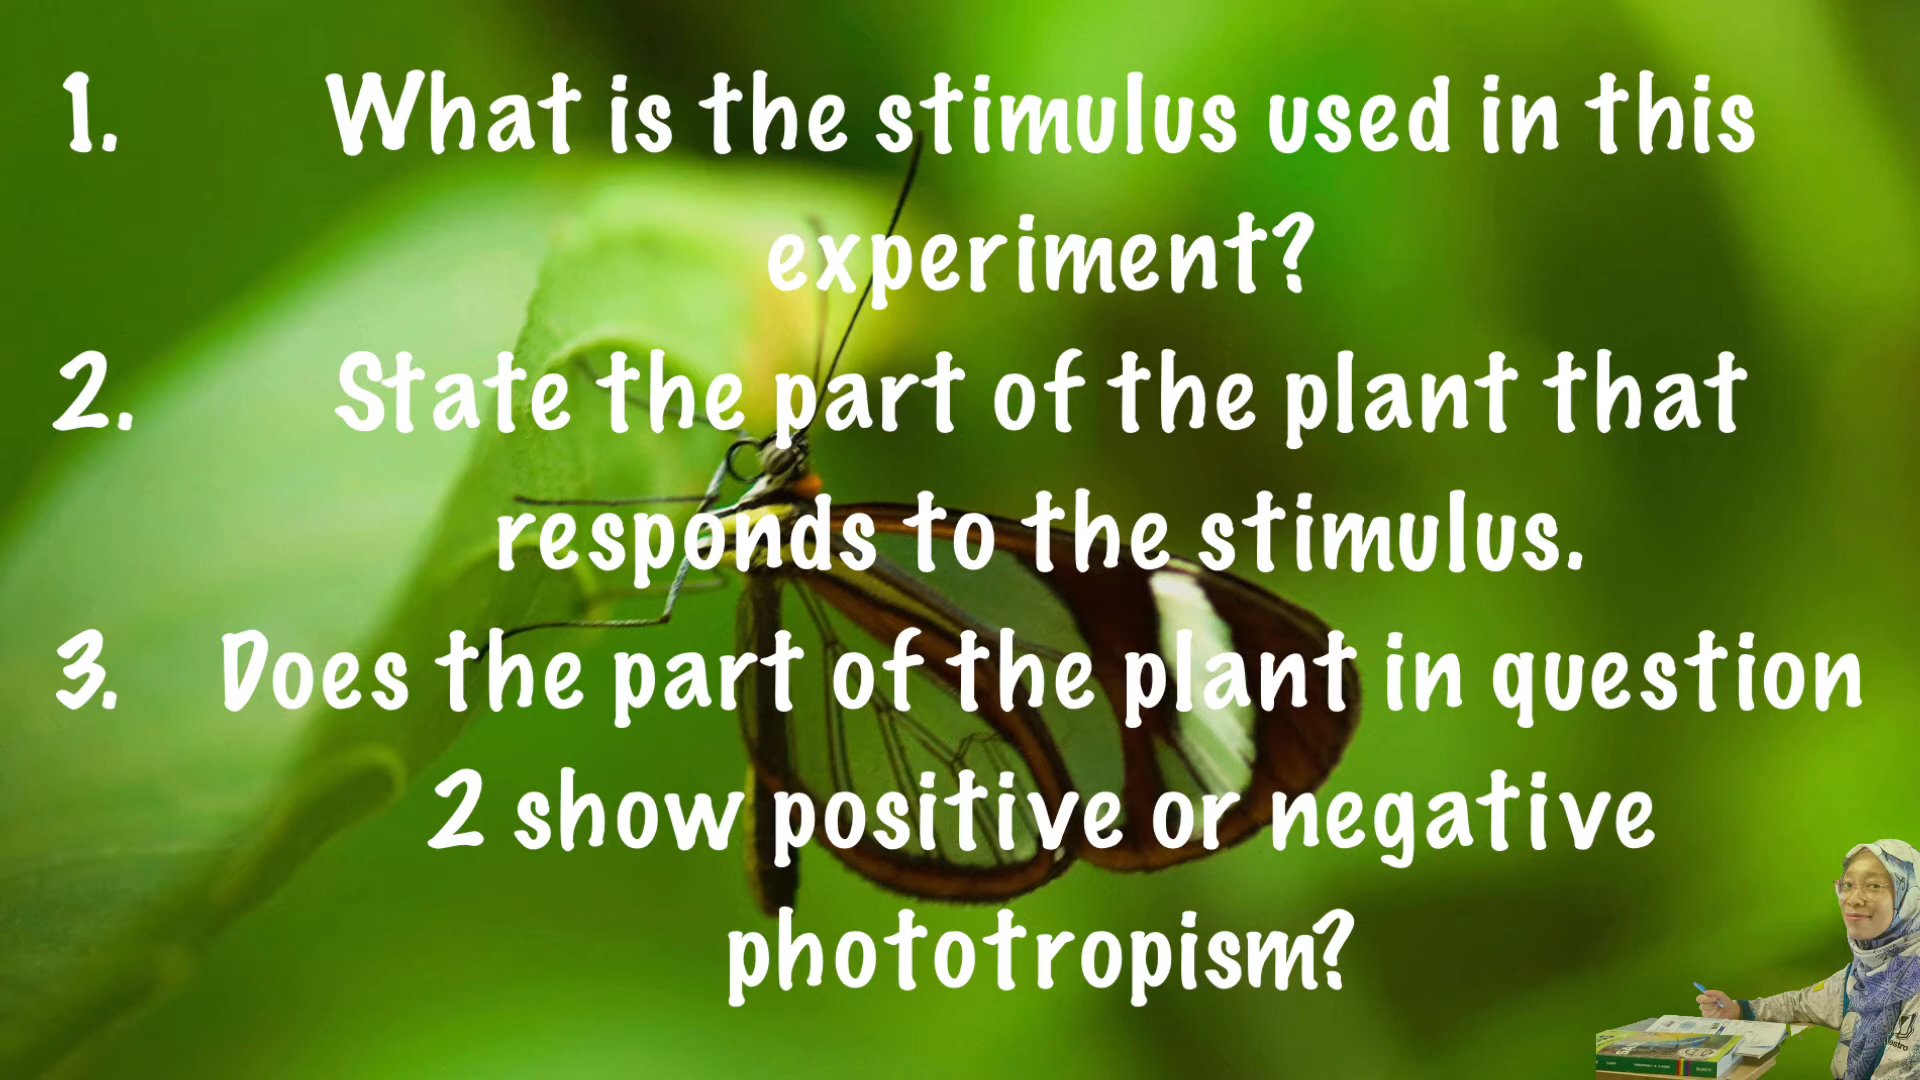 1. What is the stimulus used in this
experiment?
2. State the part of the plant that
responds to the stimulus.
3. Does the part of the plant in question
2 show positive or negative
phototropism?